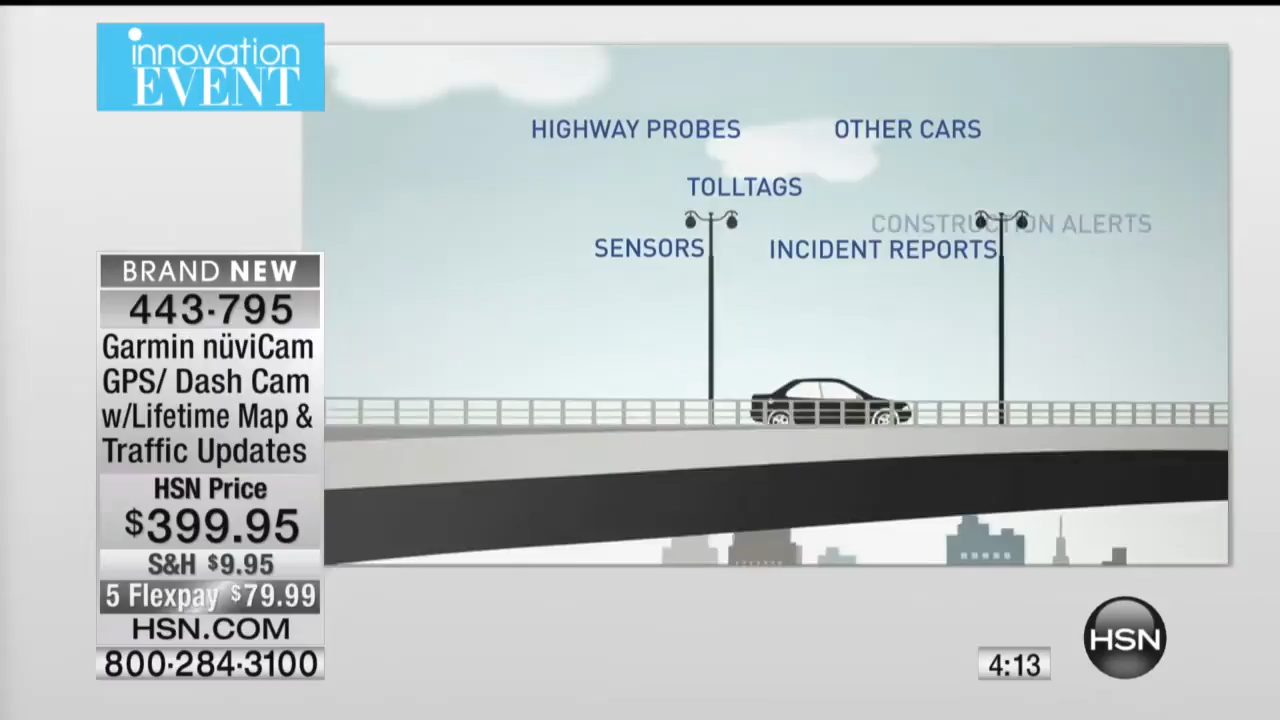 innovation
EVENT
HIGHWAY PROBES
OTHER CARS
TOLLTAGS
CONSTRUCTION ALERTS
SENSORS
INCIDENT REPORTS
BRAND NEW
443-795
Garmin nüviCam
GPS/ Dash Cam
w/Lifetime Map &
Traffic Updates
HSN Price
$399.95
S&H $9.95
5 Flexpay $79.99
HSN.COM
800-284-3100
4:13
HSN